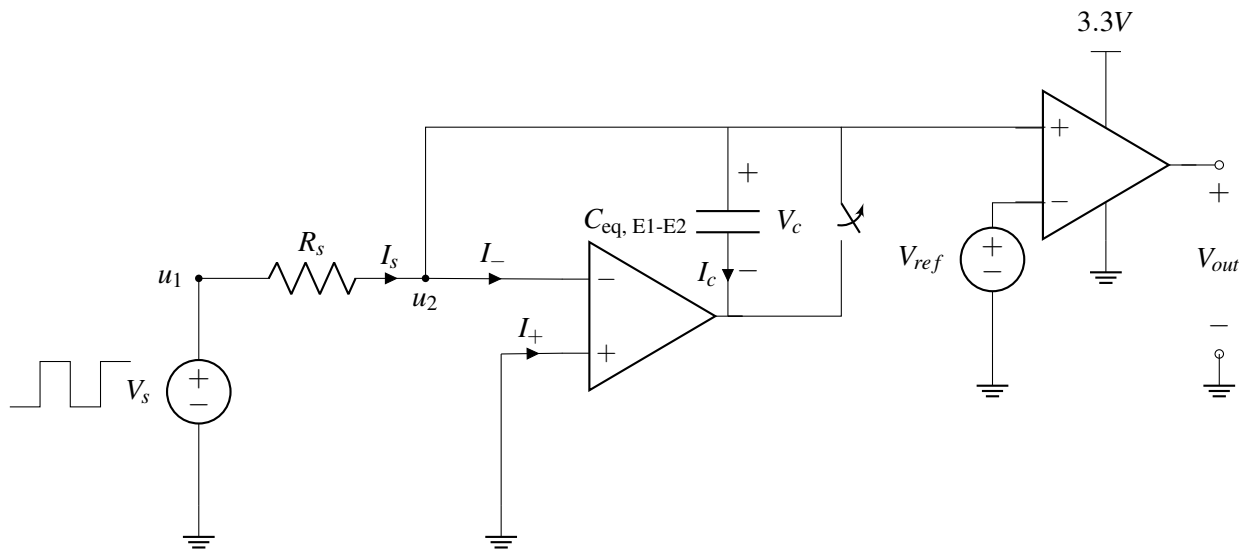 3.3V
+
+
−
C_eq, E1-E2
V_c
R_s
I_s
I_−
−
I_c
−
V_ref
+
−
+
V_out
−
u_1
u_2
I_+
+
V_s
+
−